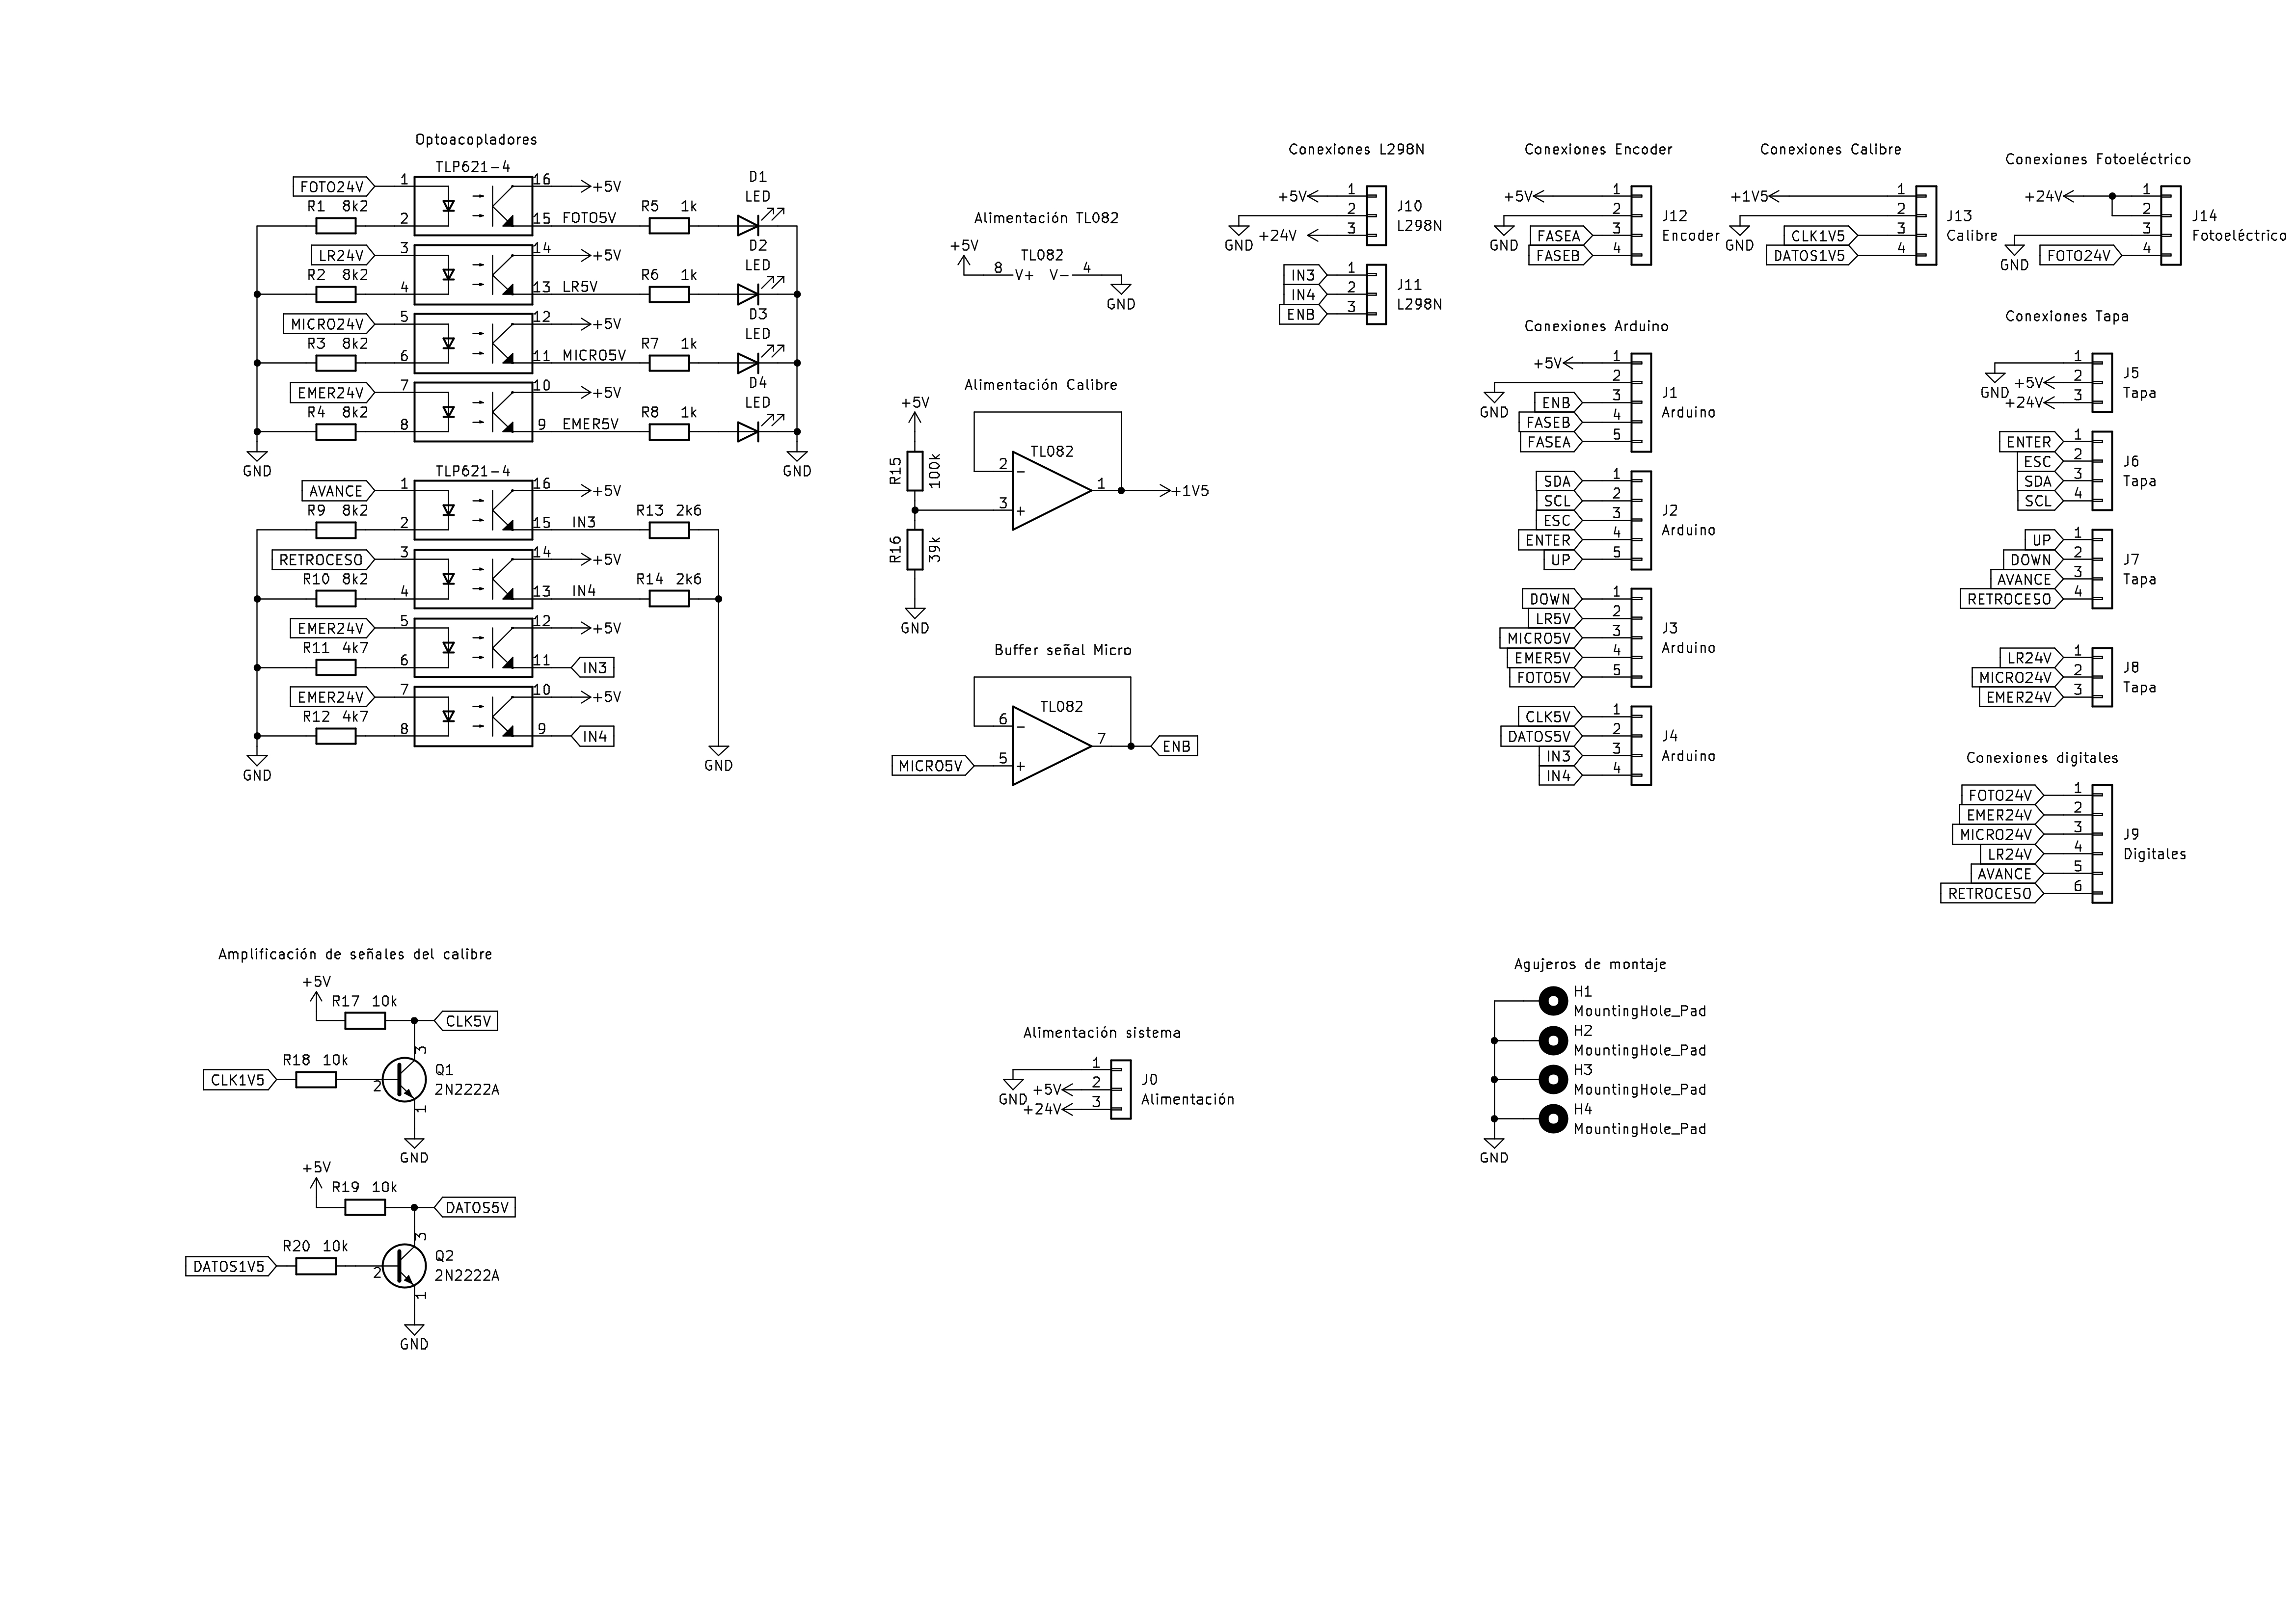 Optoacopladores
TLP621-4
FOTO24V 1 16 +5V
R1 8k2 2 15 FOTO5V R5 1k D1 LED
LR24V 3 14 +5V
R2 8k2 4 13 LR5V R6 1k D2 LED
MICRO24V 5 12 +5V
R3 8k2 6 11 MICRO5V R7 1k D3 LED
EMER24V 7 10 +5V
R4 8k2 8 9 EMER5V R8 1k D4 LED
GND GND
TLP621-4
AVANCE 1 16 +5V
R9 8k2 2 15 IN3 R13 2k6
RETROCESO 3 14 +5V
R10 8k2 4 13 IN4 R14 2k6
EMER24V 5 12 +5V
R11 4k7 6 11 IN3
EMER24V 7 10 +5V
R12 4k7 8 9 IN4
GND GND
Amplificación de señales del calibre
+5V
R17 10k CLK5V
CLK1V5 R18 10k 2 3 1 Q1
2N2222A
GND
+5V
R19 10k DATOS5V
DATOS1V5 R20 10k 2 3 1 Q2
2N2222A
GND
Alimentación TL082
+5V
TL082
8 V+ V- 4
GND
Alimentación Calibre
+5V
R15 100k
R16 39k
GND
TL082
2 −
3 +
1 +1V5
Buffer señal Micro
TL082
6 −
MICRO5V 5 +
7 ENB
Alimentación sistema
GND 1
+5V 2
+24V 3
J0
Alimentación
Conexiones L298N
+5V 1
GND 2
+24V 3
J10
L298N
IN3 1
IN4 2
ENB 3
J11
L298N
Conexiones Encoder
+5V 1
GND 2
FASEA 3
FASEB 4
J12
Encoder
Conexiones Calibre
+1V5 1
GND 2
CLK1V5 3
DATOS1V5 4
J13
Calibre
Conexiones Fotoeléctrico
+24V 1
2
GND 3
FOTO24V 4
J14
Fotoeléctrico
Conexiones Arduino
+5V 1
GND 2
ENB 3
FASEB 4
FASEA 5
J1
Arduino
SDA 1
SCL 2
ESC 3
ENTER 4
UP 5
J2
Arduino
DOWN 1
LR5V 2
MICRO5V 3
EMER5V 4
FOTO5V 5
J3
Arduino
CLK5V 1
DATOS5V 2
IN3 3
IN4 4
J4
Arduino
Conexiones Tapa
GND 1
+5V 2
+24V 3
J5
Tapa
ENTER 1
ESC 2
SDA 3
SCL 4
J6
Tapa
UP 1
DOWN 2
AVANCE 3
RETROCESO 4
J7
Tapa
LR24V 1
MICRO24V 2
EMER24V 3
J8
Tapa
Conexiones digitales
FOTO24V 1
EMER24V 2
MICRO24V 3
LR24V 4
AVANCE 5
RETROCESO 6
J9
Digitales
Agujeros de montaje
H1
MountingHole_Pad
H2
MountingHole_Pad
H3
MountingHole_Pad
H4
MountingHole_Pad
GND